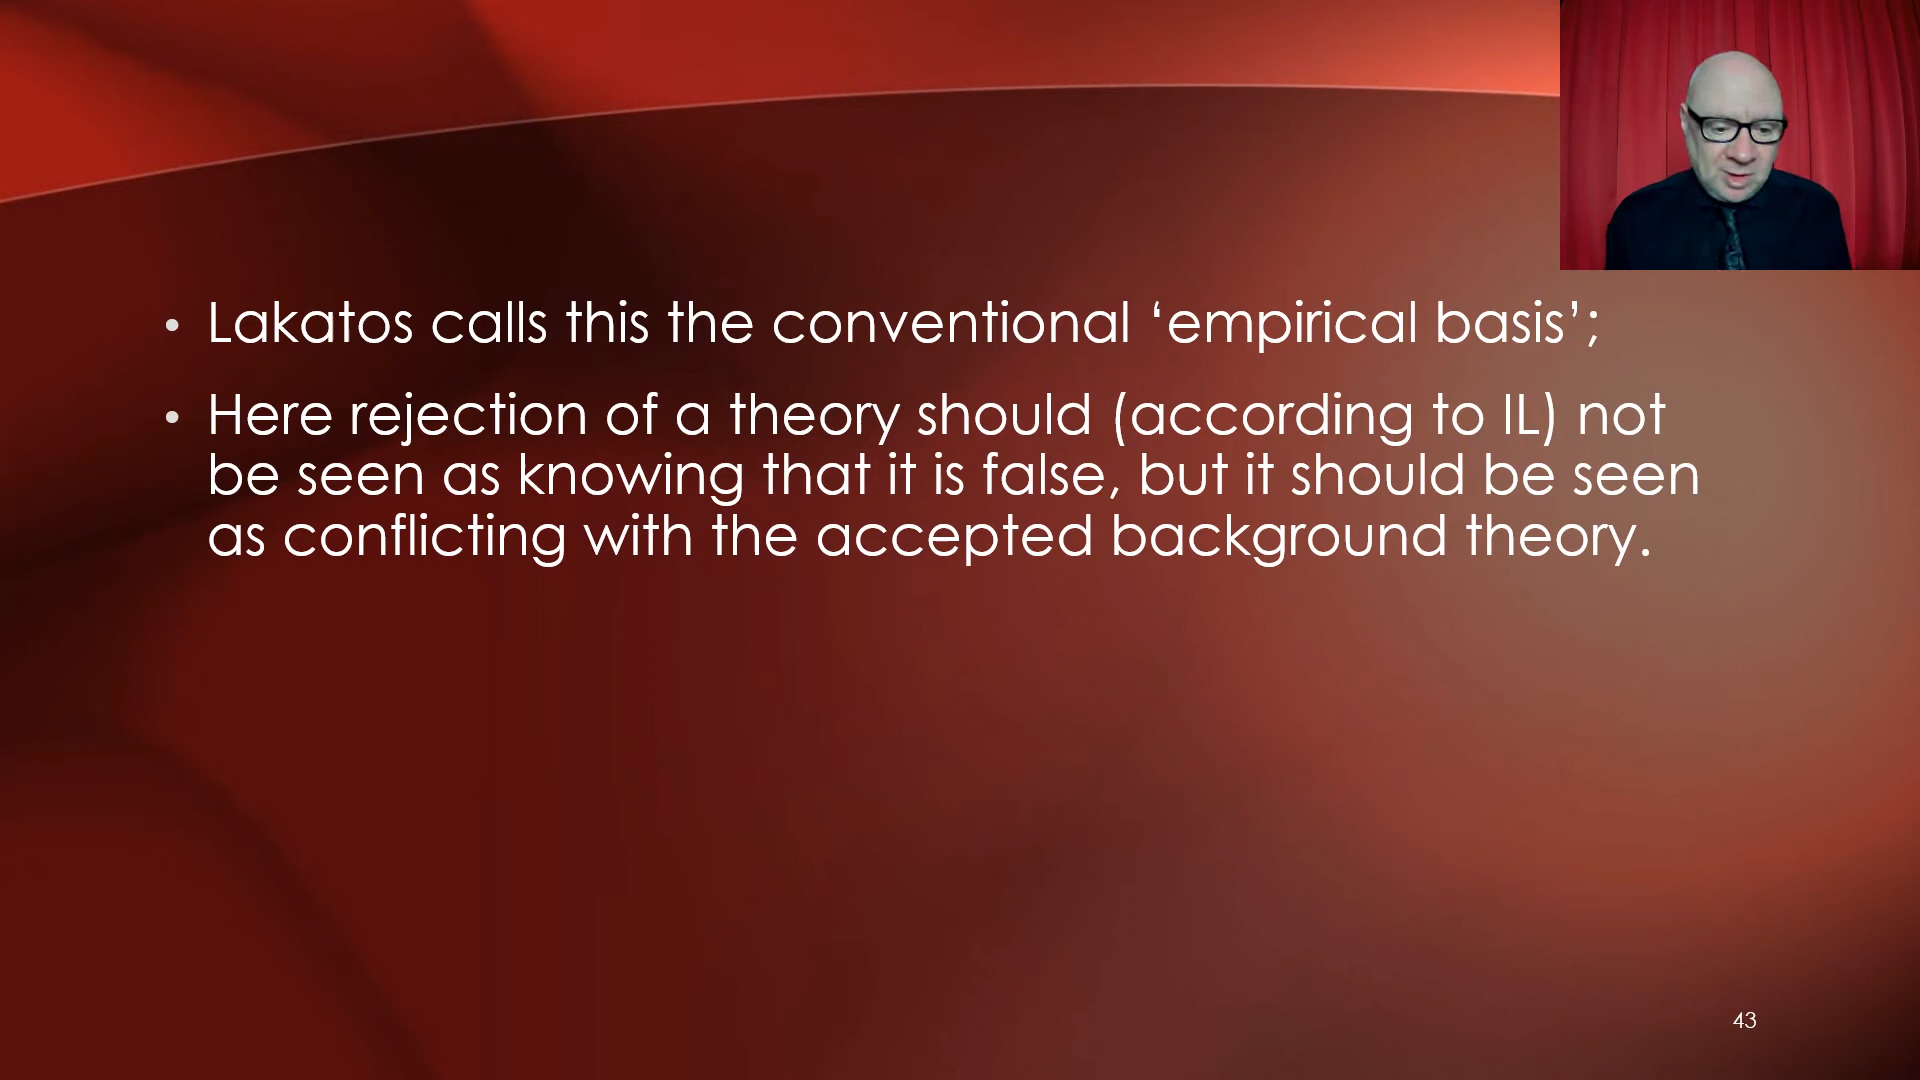 • Lakatos calls this the conventional ‘empirical basis’;
• Here rejection of a theory should (according to IL) not
be seen as knowing that it is false, but it should be seen
as conflicting with the accepted background theory.
43